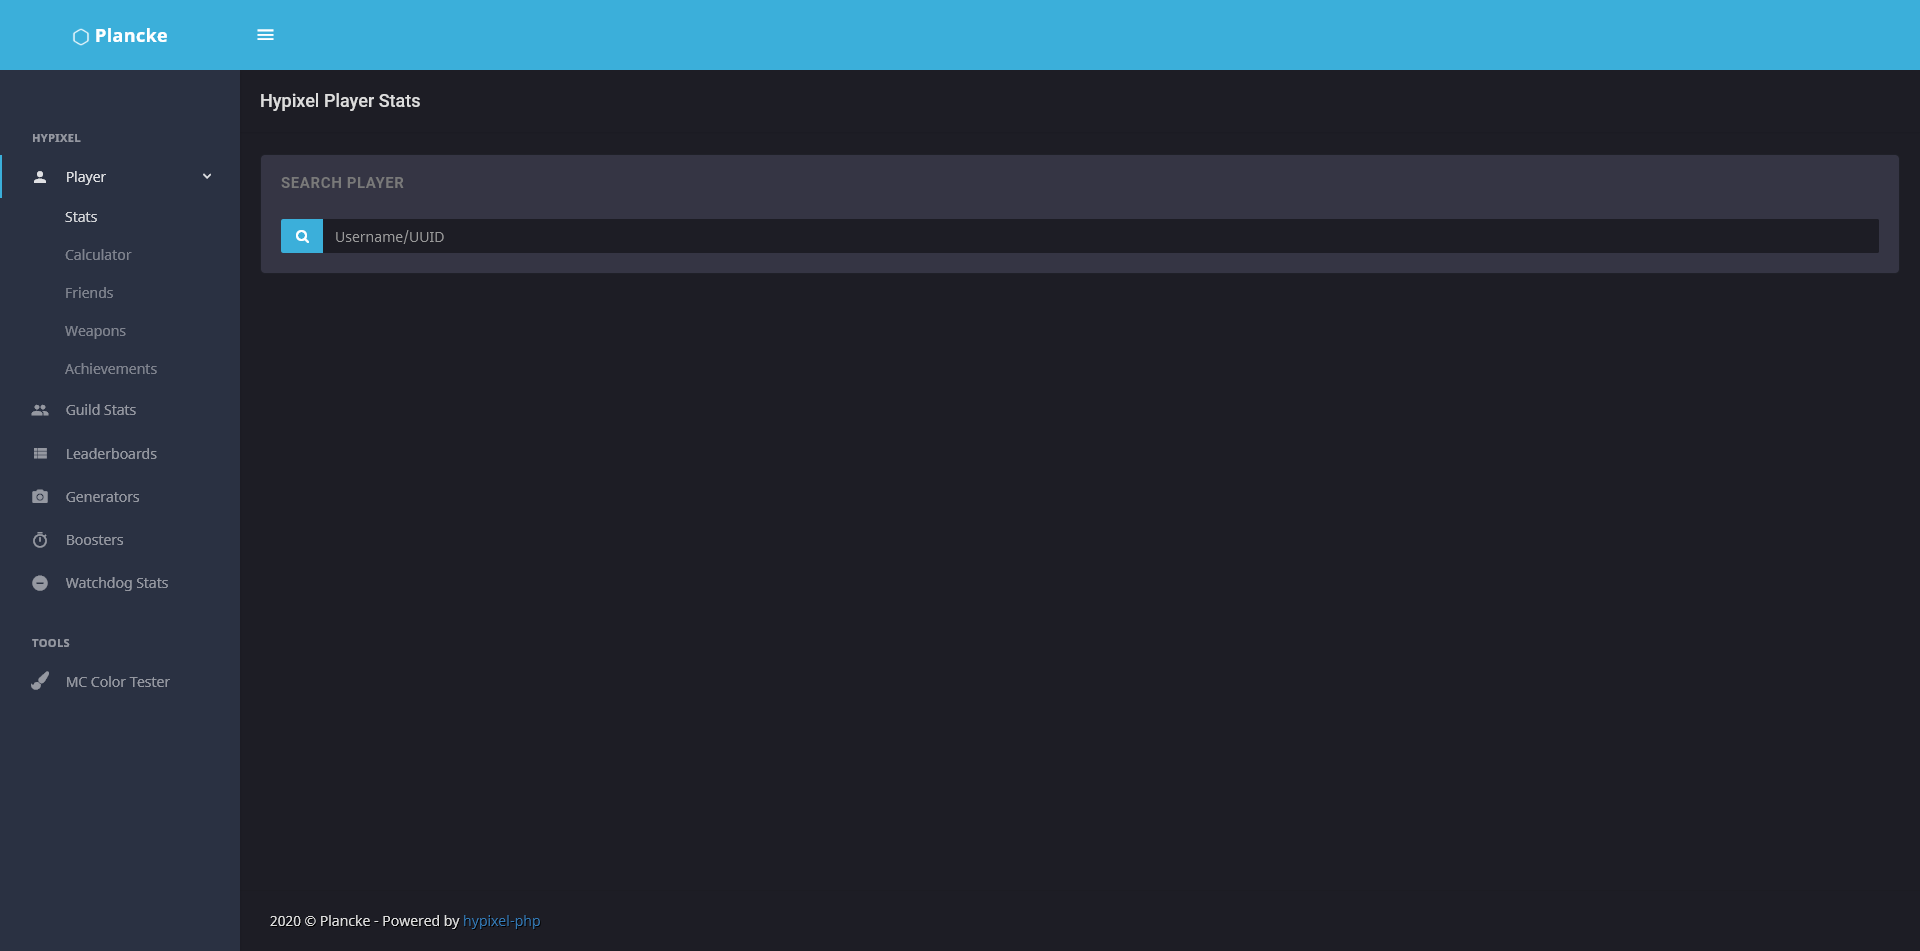 Plancke
Hypixel Player Stats
HYPIXEL
Player
Stats
Calculator
Friends
Weapons
Achievements
Guild Stats
Leaderboards
Generators
Boosters
Watchdog Stats
TOOLS
MC Color Tester
SEARCH PLAYER
Username/UUID
2020 © Plancke - Powered by hypixel-php